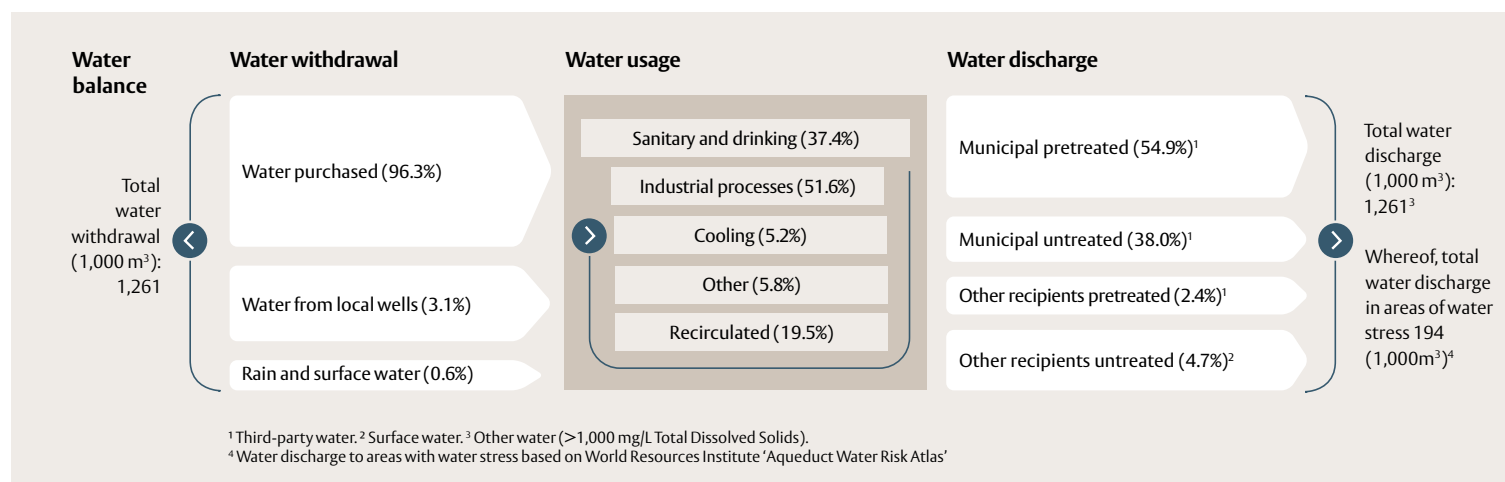 Water
balance
Total
water
withdrawal
(1,000 m³):
1,261
Water withdrawal
Water purchased (96.3%)
Water from local wells (3.1%)
Rain and surface water (0.6%)
Water usage
Sanitary and drinking (37.4%)
Industrial processes (51.6%)
Cooling (5.2%)
Other (5.8%)
Recirculated (19.5%)
Water discharge
Municipal pretreated (54.9%)¹
Municipal untreated (38.0%)¹
Other recipients pretreated (2.4%)¹
Other recipients untreated (4.7%)²
Total water
discharge
(1,000 m³):
1,261³
Whereof, total
water discharge
in areas of water
stress 194
(1,000m³)⁴
¹ Third-party water. ² Surface water. ³ Other water (>1,000 mg/L Total Dissolved Solids).
⁴ Water discharge to areas with water stress based on World Resources Institute ‘Aqueduct Water Risk Atlas’